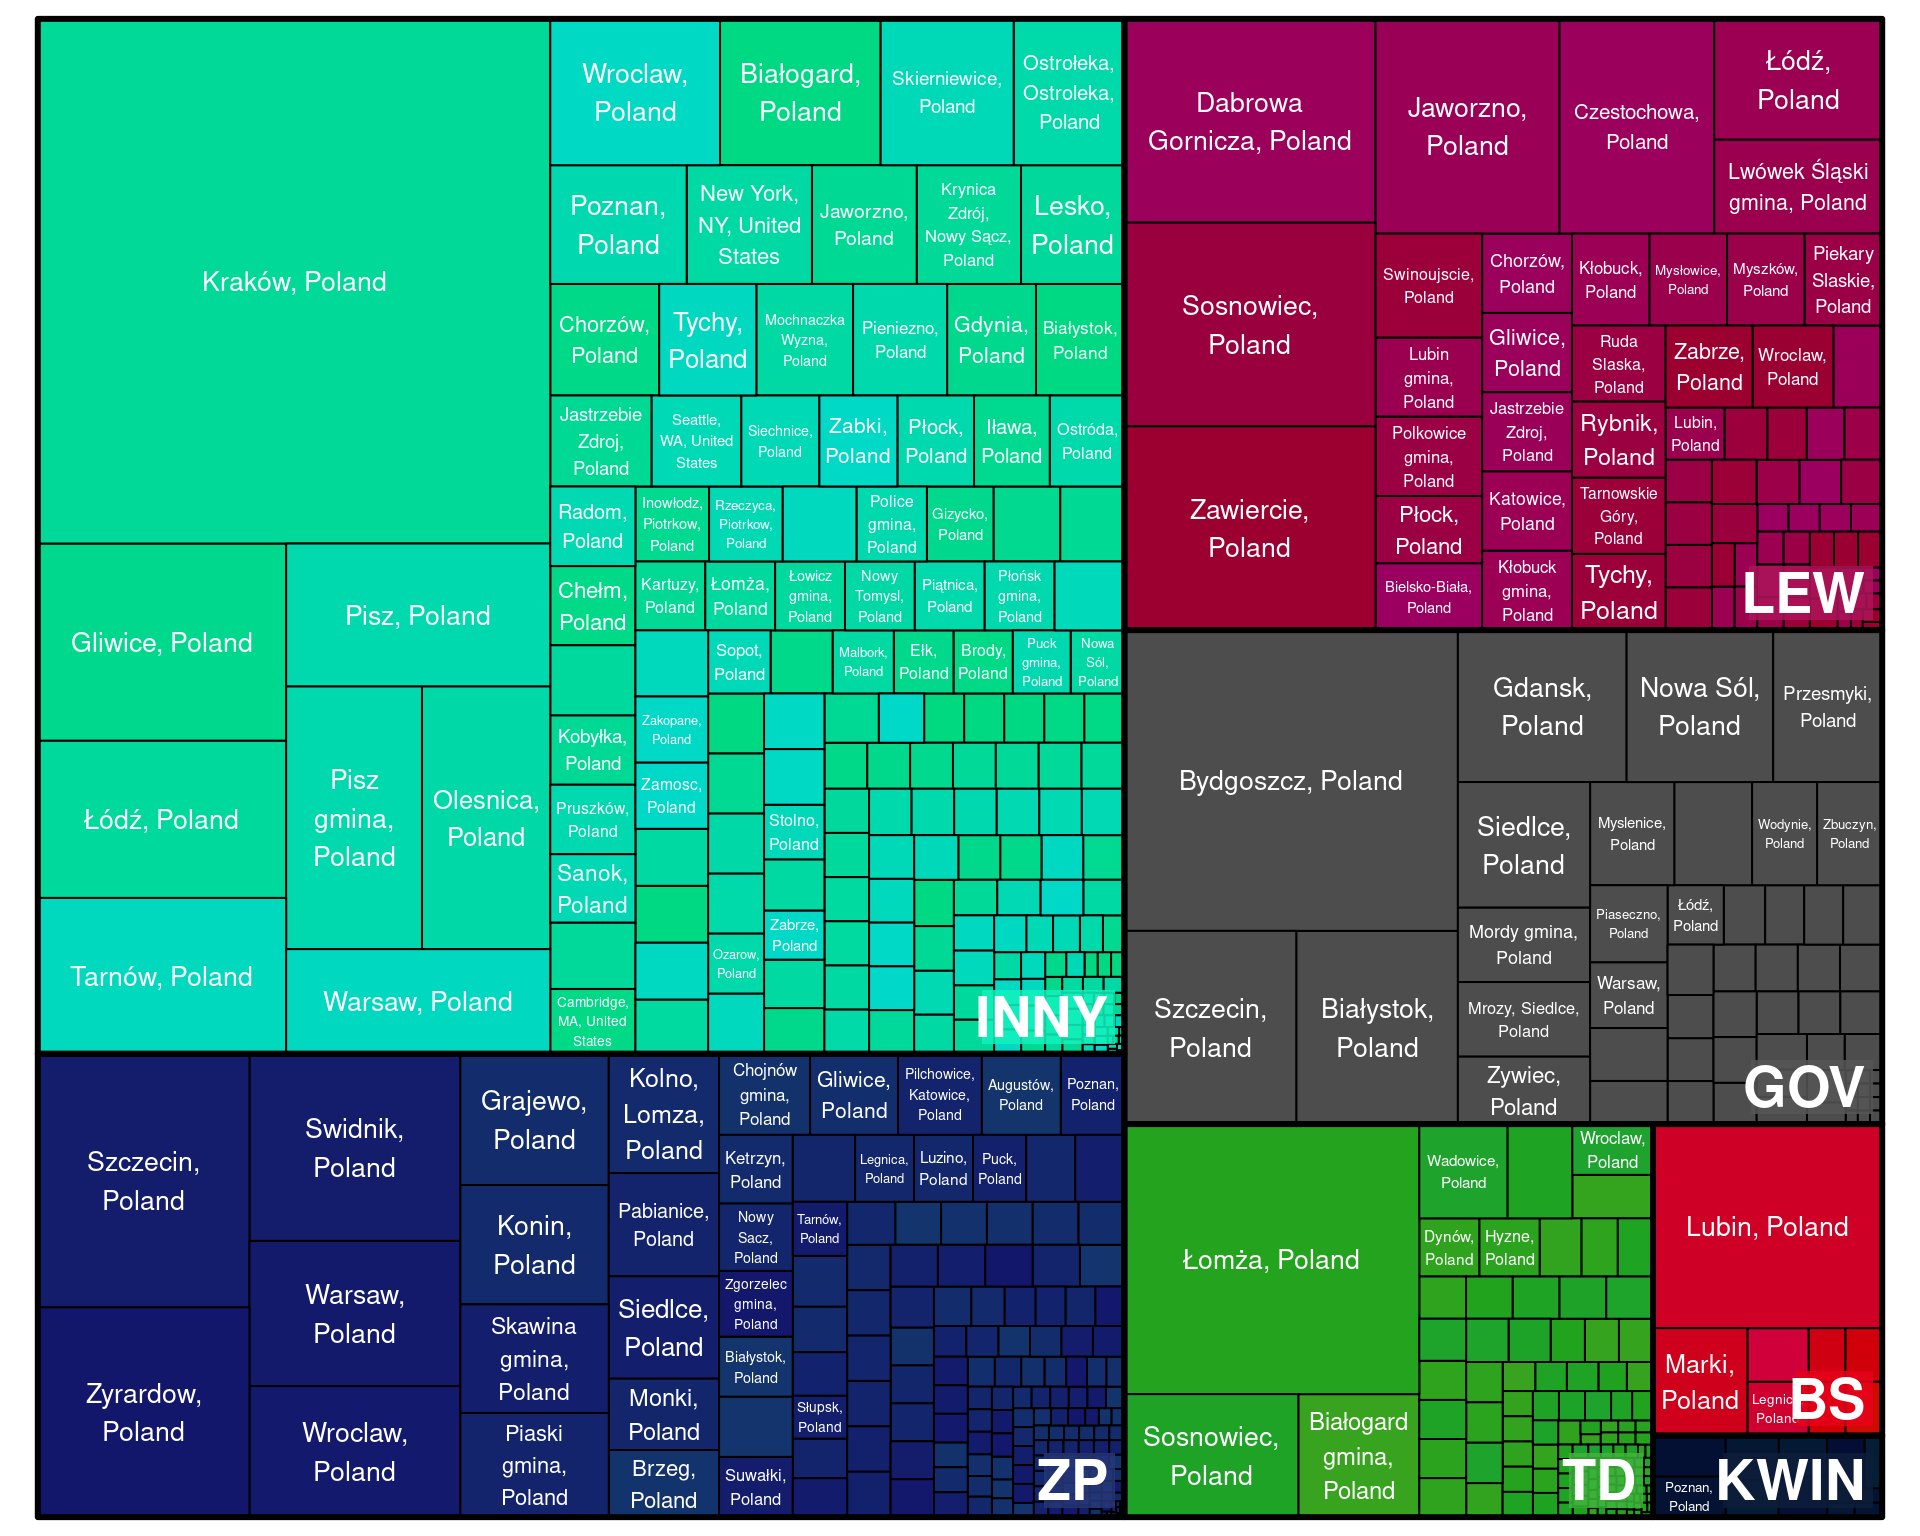 Kraków, Poland
Gliwice, Poland
Łódź, Poland
Tarnów, Poland
Pisz, Poland
Pisz
gmina,
Poland
Olesnica,
Poland
Warsaw, Poland
Wroclaw,
Poland
Białogard,
Poland
Skierniewice,
Poland
Ostrołeka,
Ostroleka,
Poland
Poznan,
Poland
New York,
NY, United
States
Jaworzno,
Poland
Krynica
Zdrój,
Nowy Sącz,
Poland
Lesko,
Poland
Chorzów,
Poland
Tychy,
Poland
Mochnaczka
Wyzna,
Poland
Pieniezno,
Poland
Gdynia,
Poland
Białystok,
Poland
Jastrzebie
Zdroj,
Poland
Seattle,
WA, United
States
Siechnice,
Poland
Zabki,
Poland
Płock,
Poland
Iława,
Poland
Ostróda,
Poland
Radom,
Poland
Inowłodz,
Piotrkow,
Poland
Rzeczyca,
Piotrkow,
Poland
Police
gmina,
Poland
Gizycko,
Poland
Chełm,
Poland
Kartuzy,
Poland
Łomża,
Poland
Łowicz
gmina,
Poland
Nowy
Tomysl,
Poland
Piątnica,
Poland
Płońsk
gmina,
Poland
Sopot,
Poland
Malbork,
Poland
Ełk,
Poland
Brody,
Poland
Puck
gmina,
Poland
Nowa
Sól,
Poland
Kobyłka,
Poland
Zakopane,
Poland
Pruszków,
Poland
Zamosc,
Poland
Stolno,
Poland
Sanok,
Poland
Zabrze,
Poland
Ozarow,
Poland
Cambridge,
MA, United
States
INNY
Dabrowa
Gornicza, Poland
Sosnowiec,
Poland
Zawiercie,
Poland
Jaworzno,
Poland
Czestochowa,
Poland
Łódź,
Poland
Lwówek Śląski
gmina, Poland
Swinoujscie,
Poland
Chorzów,
Poland
Kłobuck,
Poland
Mysłowice,
Poland
Myszków,
Poland
Piekary
Slaskie,
Poland
Lubin
gmina,
Poland
Gliwice,
Poland
Ruda
Slaska,
Poland
Zabrze,
Poland
Wroclaw,
Poland
Polkowice
gmina,
Poland
Jastrzebie
Zdroj,
Poland
Rybnik,
Poland
Lubin,
Poland
Płock,
Poland
Katowice,
Poland
Tarnowskie
Góry,
Poland
Bielsko-Biała,
Poland
Kłobuck
gmina,
Poland
Tychy,
Poland
LEW
Bydgoszcz, Poland
Szczecin,
Poland
Białystok,
Poland
Gdansk,
Poland
Nowa Sól,
Poland
Przesmyki,
Poland
Siedlce,
Poland
Myslenice,
Poland
Wodynie,
Poland
Zbuczyn,
Poland
Mordy gmina,
Poland
Piaseczno,
Poland
Łódź,
Poland
Mrozy, Siedlce,
Poland
Warsaw,
Poland
Zywiec,
Poland
GOV
Szczecin,
Poland
Zyrardow,
Poland
Swidnik,
Poland
Warsaw,
Poland
Wroclaw,
Poland
Grajewo,
Poland
Konin,
Poland
Skawina
gmina,
Poland
Piaski
gmina,
Poland
Kolno,
Lomza,
Poland
Pabianice,
Poland
Siedlce,
Poland
Monki,
Poland
Brzeg,
Poland
Chojnów
gmina,
Poland
Gliwice,
Poland
Pilchowice,
Katowice,
Poland
Augustów,
Poland
Poznan,
Poland
Ketrzyn,
Poland
Legnica,
Poland
Luzino,
Poland
Puck,
Poland
Nowy
Sacz,
Poland
Tarnów,
Poland
Zgorzelec
gmina,
Poland
Białystok,
Poland
Słupsk,
Poland
Suwałki,
Poland
ZP
Łomża, Poland
Sosnowiec,
Poland
Białogard
gmina,
Poland
Wadowice,
Poland
Wroclaw,
Poland
Dynów,
Poland
Hyzne,
Poland
TD
Lubin, Poland
Marki,
Poland
Legnic
Poland
BS
Poznan,
Poland
KWIN